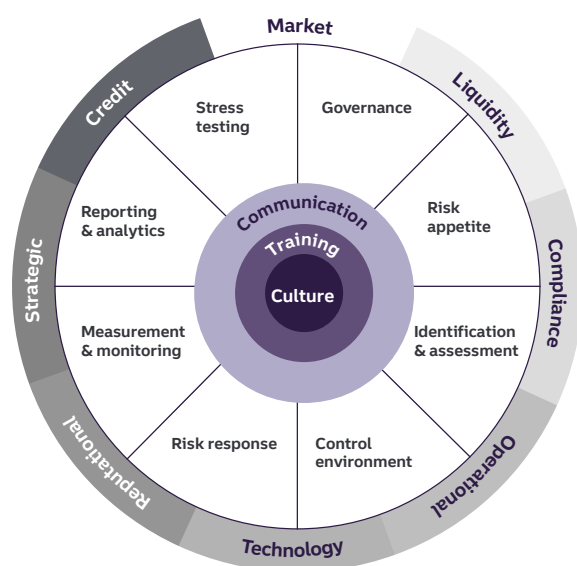 Market
Liquidity
Compliance
Operational
Technology
Reputational
Strategic
Credit
Stress
testing
Governance
Risk
appetite
Identification
& assessment
Control
environment
Risk response
Measurement
& monitoring
Reporting
& analytics
Communication
Training
Culture